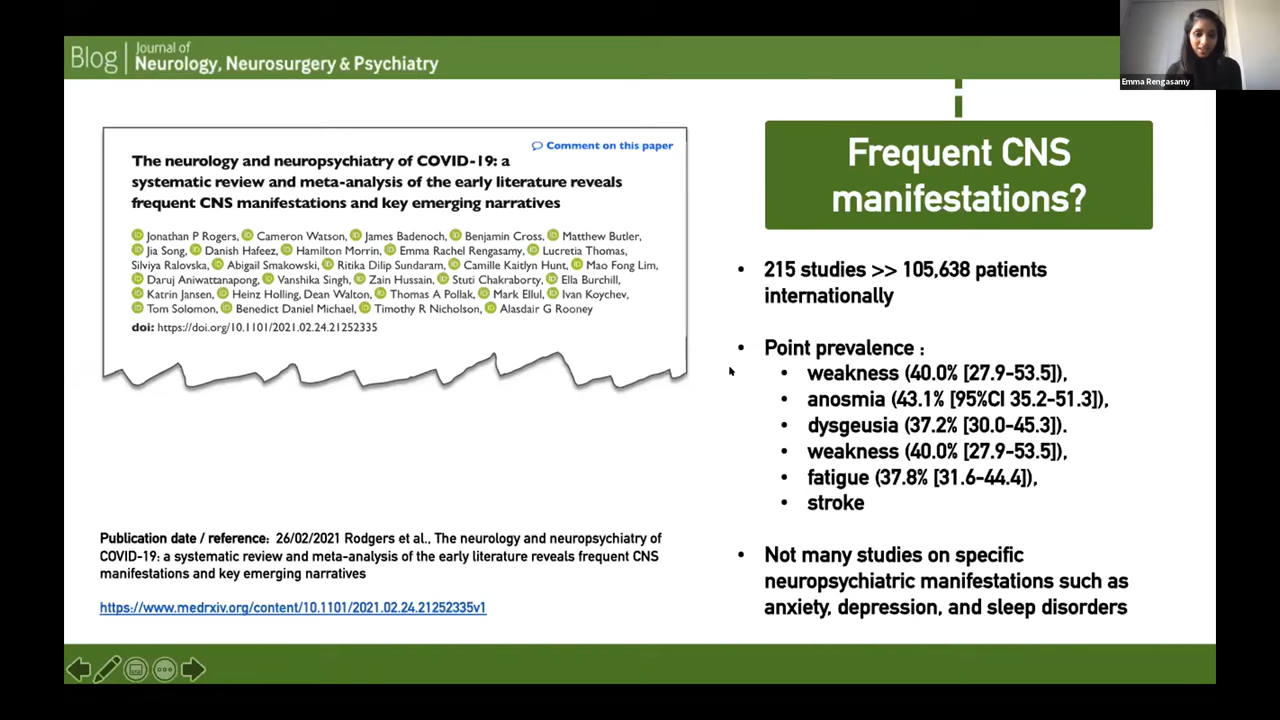 Blog | Journal of
Neurology, Neurosurgery & Psychiatry
Emma Rengasamy
Comment on this paper
The neurology and neuropsychiatry of COVID-19: a
systematic review and meta-analysis of the early literature reveals
frequent CNS manifestations and key emerging narratives
Jonathan P Rogers, Cameron Watson, James Badenoch, Benjamin Cross, Matthew Butler,
Jia Song, Danish Hafeez, Hamilton Morrin, Emma Rachel Rengasamy, Lucretia Thomas,
Silviya Ralovska, Abigail Smakowski, Ritika Dilip Sundaram, Camille Kaitlyn Hunt, Mao Fong Lim,
Daruj Aniwattanapong, Vanshika Singh, Zain Hussain, Stuti Chakraborty, Ella Burchill,
Katrin Jansen, Heinz Holling, Dean Walton, Thomas A Pollak, Mark Ellul, Ivan Koychev,
Tom Solomon, Benedict Daniel Michael, Timothy R Nicholson, Alasdair G Rooney
doi: https://doi.org/10.1101/2021.02.24.21252335
Publication date / reference: 26/02/2021 Rodgers et al., The neurology and neuropsychiatry of
COVID-19: a systematic review and meta-analysis of the early literature reveals frequent CNS
manifestations and key emerging narratives
https://www.medrxiv.org/content/10.1101/2021.02.24.21252335v1
Frequent CNS
manifestations?
• 215 studies >> 105,638 patients
internationally
• Point prevalence :
• weakness (40.0% [27.9-53.5]),
• anosmia (43.1% [95%CI 35.2-51.3]),
• dysgeusia (37.2% [30.0-45.3]).
• weakness (40.0% [27.9-53.5]),
• fatigue (37.8% [31.6-44.4]),
• stroke
• Not many studies on specific
neuropsychiatric manifestations such as
anxiety, depression, and sleep disorders